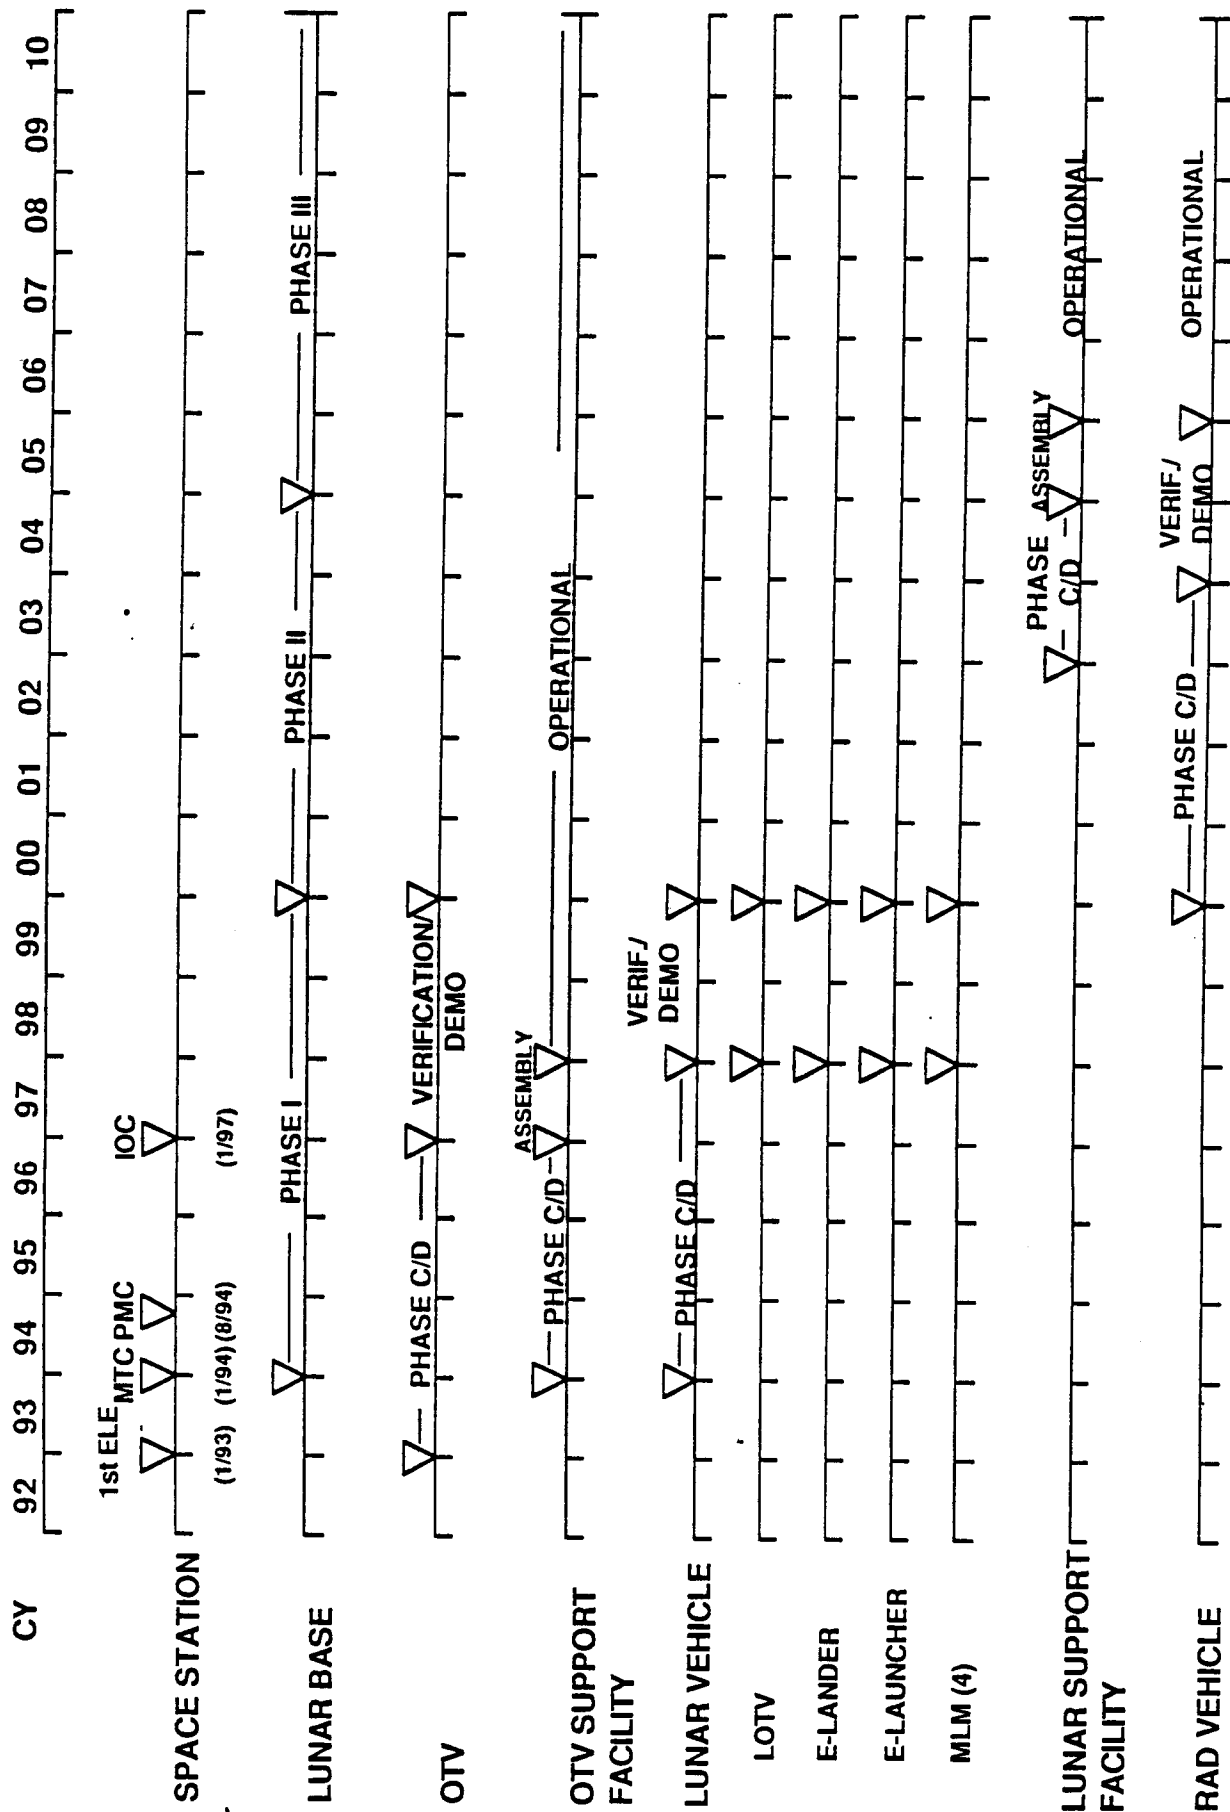 CY 92 93 94 95 96 97 98 99 00 01 02 03 04 05 06 07 08 09 10
1st ELE MTC PMC IOC
SPACE STATION
(1/93) (1/94) (8/94) (1/97)
LUNAR BASE PHASE I PHASE II PHASE III
OTV PHASE C/D VERIFICATION/
DEMO
ASSEMBLY
OTV SUPPORT PHASE C/D OPERATIONAL
FACILITY
VERIF./
DEMO
LUNAR VEHICLE PHASE C/D
LOTV
E-LANDER
E-LAUNCHER
MLM (4)
PHASE ASSEMBLY
LUNAR SUPPORT C/D OPERATIONAL
FACILITY
VERIF./
RAD VEHICLE PHASE C/D DEMO OPERATIONAL